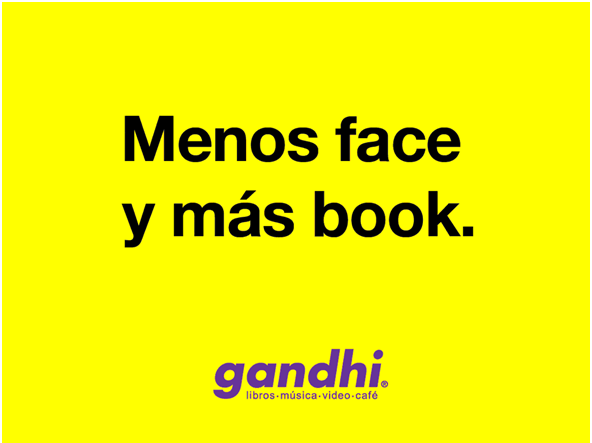 Menos face
y más book.
gandhi®
libros·música·video·café